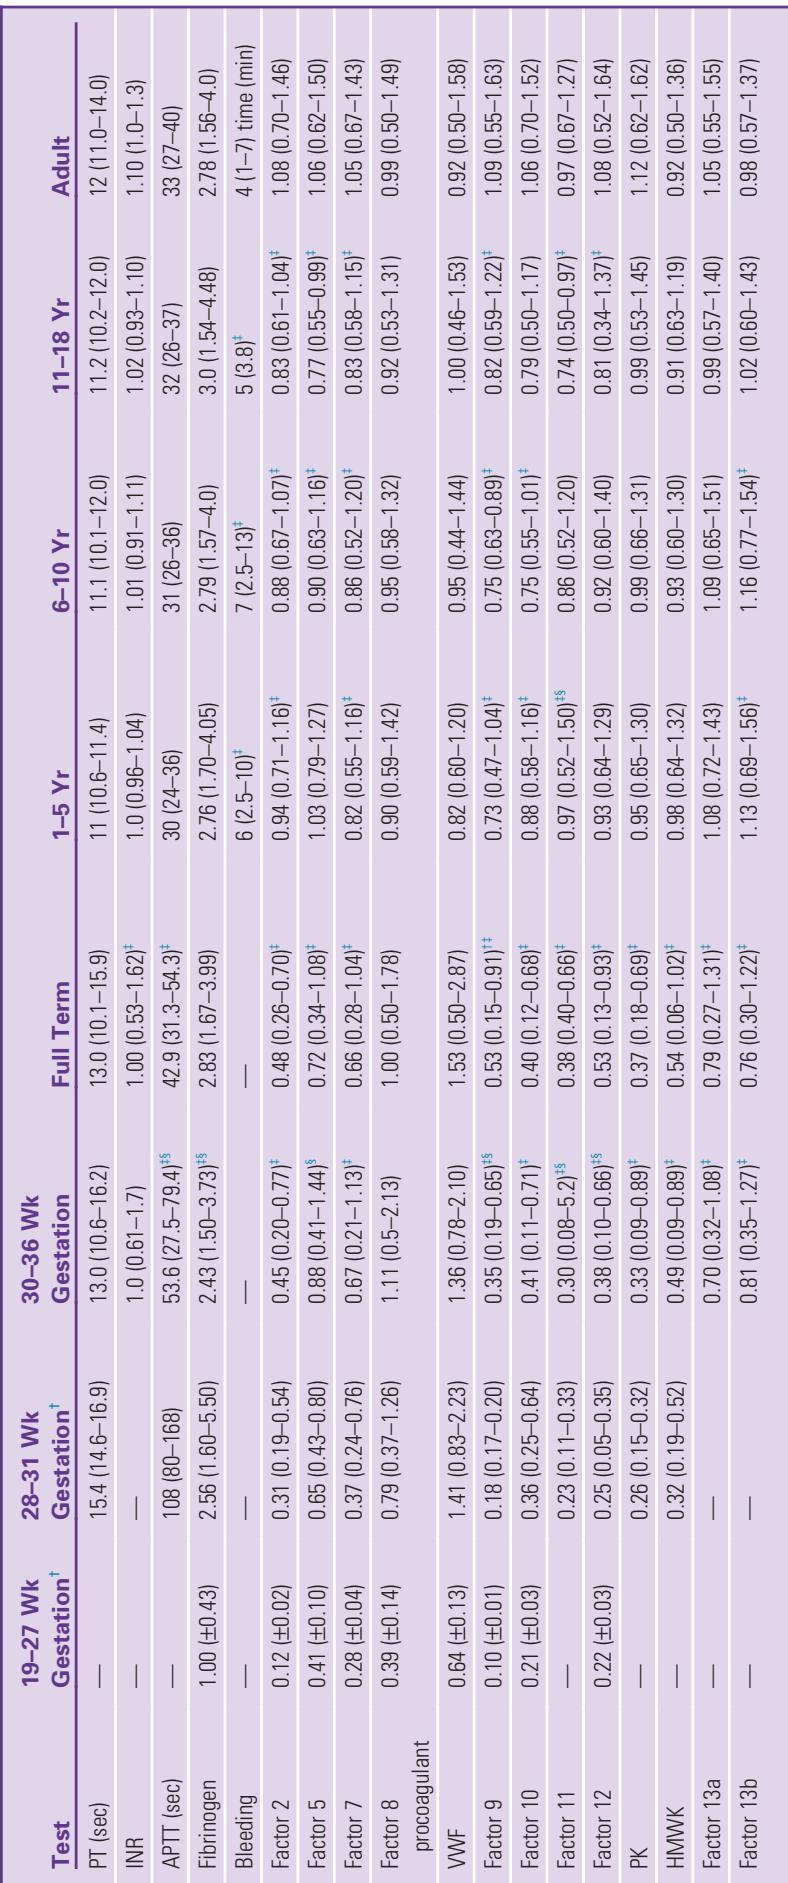 Test 19–27 Wk Gestation† 28–31 Wk Gestation† 30–36 Wk Gestation Full Term 1–5 Yr 6–10 Yr 11–18 Yr Adult
PT (sec) — 15.4 (14.6–16.9) 13.0 (10.6–16.2) 13.0 (10.1–15.9) 11 (10.6–11.4) 11.1 (10.1–12.0) 11.2 (10.2–12.0) 12 (11.0–14.0)
INR — — 1.0 (0.61–1.7) 1.00 (0.53–1.62)‡ 1.0 (0.96–1.04) 1.01 (0.91–1.11) 1.02 (0.93–1.10) 1.10 (1.0–1.3)
APTT (sec) — 108 (80–168) 53.6 (27.5–79.4)‡§ 42.9 (31.3–54.3)‡ 30 (24–36) 31 (26–36) 32 (26–37) 33 (27–40)
Fibrinogen 1.00 (±0.43) 2.56 (1.60–5.50) 2.43 (1.50–3.73)‡§ 2.83 (1.67–3.99) 2.76 (1.70–4.05) 2.79 (1.57–4.0) 3.0 (1.54–4.48) 2.78 (1.56–4.0)
Bleeding — — — — 6 (2.5–10)‡ 7 (2.5–13)‡ 5 (3.8)‡ 4 (1–7) time (min)
Factor 2 0.12 (±0.02) 0.31 (0.19–0.54) 0.45 (0.20–0.77)‡ 0.48 (0.26–0.70)‡ 0.94 (0.71–1.16)‡ 0.88 (0.67–1.07)‡ 0.83 (0.61–1.04)‡ 1.08 (0.70–1.46)
Factor 5 0.41 (±0.10) 0.65 (0.43–0.80) 0.88 (0.41–1.44)§ 0.72 (0.34–1.08)‡ 1.03 (0.79–1.27) 0.90 (0.63–1.16)‡ 0.77 (0.55–0.99)‡ 1.06 (0.62–1.50)
Factor 7 0.28 (±0.04) 0.37 (0.24–0.76) 0.67 (0.21–1.13)‡ 0.66 (0.28–1.04)‡ 0.82 (0.55–1.16)‡ 0.86 (0.52–1.20)‡ 0.83 (0.58–1.15)‡ 1.05 (0.67–1.43)
Factor 8 0.39 (±0.14) 0.79 (0.37–1.26) 1.11 (0.5–2.13) 1.00 (0.50–1.78) 0.90 (0.59–1.42) 0.95 (0.58–1.32) 0.92 (0.53–1.31) 0.99 (0.50–1.49)
procoagulant
VWF 0.64 (±0.13) 1.41 (0.83–2.23) 1.36 (0.78–2.10) 1.53 (0.50–2.87) 0.82 (0.60–1.20) 0.95 (0.44–1.44) 1.00 (0.46–1.53) 0.92 (0.50–1.58)
Factor 9 0.10 (±0.01) 0.18 (0.17–0.20) 0.35 (0.19–0.65)‡§ 0.53 (0.15–0.91)†‡ 0.73 (0.47–1.04)‡ 0.75 (0.63–0.89)‡ 0.82 (0.59–1.22)‡ 1.09 (0.55–1.63)
Factor 10 0.21 (±0.03) 0.36 (0.25–0.64) 0.41 (0.11–0.71)‡ 0.40 (0.12–0.68)‡ 0.88 (0.58–1.16)‡ 0.75 (0.55–1.01)‡ 0.79 (0.50–1.17) 1.06 (0.70–1.52)
Factor 11 — 0.23 (0.11–0.33) 0.30 (0.08–5.2)‡§ 0.38 (0.40–0.66)‡ 0.97 (0.52–1.50)‡§ 0.86 (0.52–1.20) 0.74 (0.50–0.97)‡ 0.97 (0.67–1.27)
Factor 12 0.22 (±0.03) 0.25 (0.05–0.35) 0.38 (0.10–0.66)‡§ 0.53 (0.13–0.93)‡ 0.93 (0.64–1.29) 0.92 (0.60–1.40) 0.81 (0.34–1.37)‡ 1.08 (0.52–1.64)
PK — 0.26 (0.15–0.32) 0.33 (0.09–0.89)‡ 0.37 (0.18–0.69)‡ 0.95 (0.65–1.30) 0.99 (0.66–1.31) 0.99 (0.53–1.45) 1.12 (0.62–1.62)
HMWK — 0.32 (0.19–0.52) 0.49 (0.09–0.89)‡ 0.54 (0.06–1.02)‡ 0.98 (0.64–1.32) 0.93 (0.60–1.30) 0.91 (0.63–1.19) 0.92 (0.50–1.36)
Factor 13a — — 0.70 (0.32–1.08)‡ 0.79 (0.27–1.31)‡ 1.08 (0.72–1.43) 1.09 (0.65–1.51) 0.99 (0.57–1.40) 1.05 (0.55–1.55)
Factor 13b — — 0.81 (0.35–1.27)‡ 0.76 (0.30–1.22)‡ 1.13 (0.69–1.56)‡ 1.16 (0.77–1.54)‡ 1.02 (0.60–1.43) 0.98 (0.57–1.37)